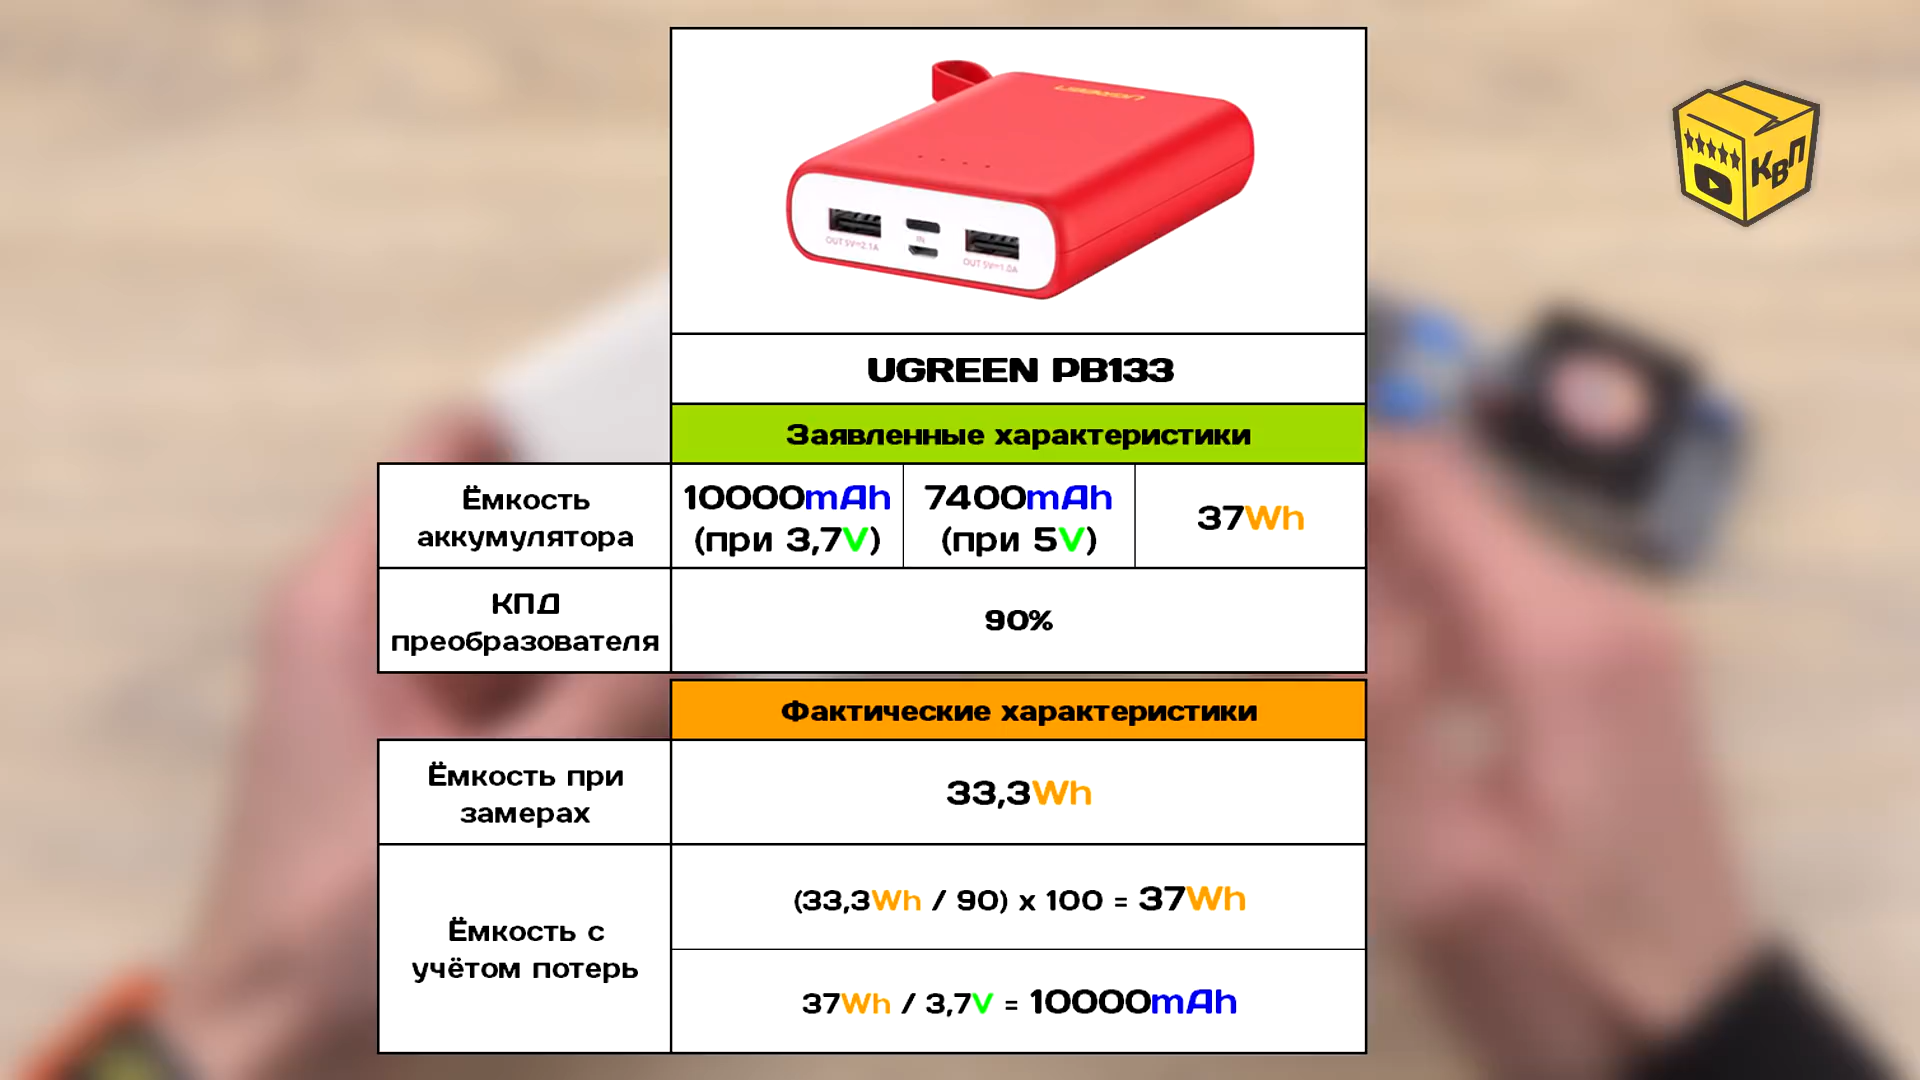 UGREEN
OUT 5V=2.1A
IN
OUT 5V=1.0A
КВП
UGREEN PB133
Заявленные характеристики
Ёмкость
аккумулятора
10000mAh
(при 3,7V)
7400mAh
(при 5V)
37Wh
КПД
преобразователя
90%
Фактические характеристики
Ёмкость при
замерах
33,3Wh
Ёмкость с
учётом потерь
(33,3Wh / 90) x 100 = 37Wh
37Wh / 3,7V = 10000mAh